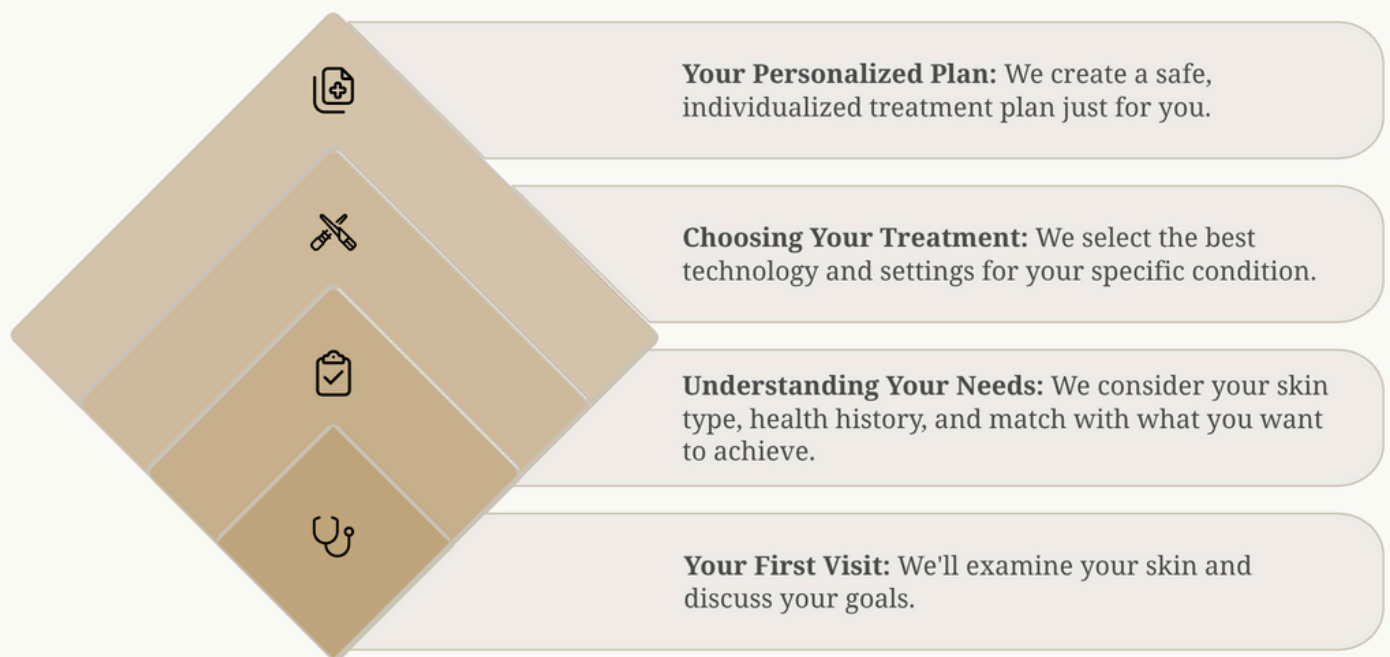 Your Personalized Plan: We create a safe,
individualized treatment plan just for you.
Choosing Your Treatment: We select the best
technology and settings for your specific condition.
Understanding Your Needs: We consider your skin
type, health history, and match with what you want
to achieve.
Your First Visit: We'll examine your skin and
discuss your goals.